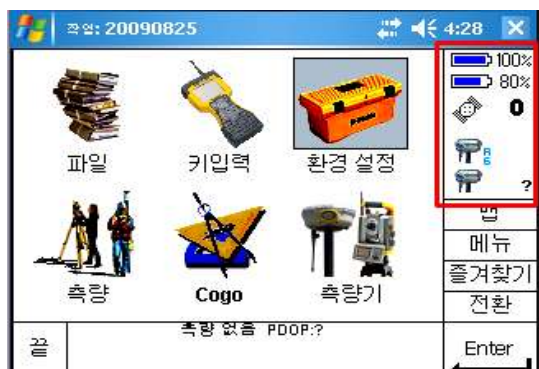 작업: 20090825
4:28
100%
80%
0
R
6
?
파일
키입력
환경 설정
측량
Cogo
측량기
맵
메뉴
즐겨찾기
전환
측량 없음 PDOP:?
끝
Enter